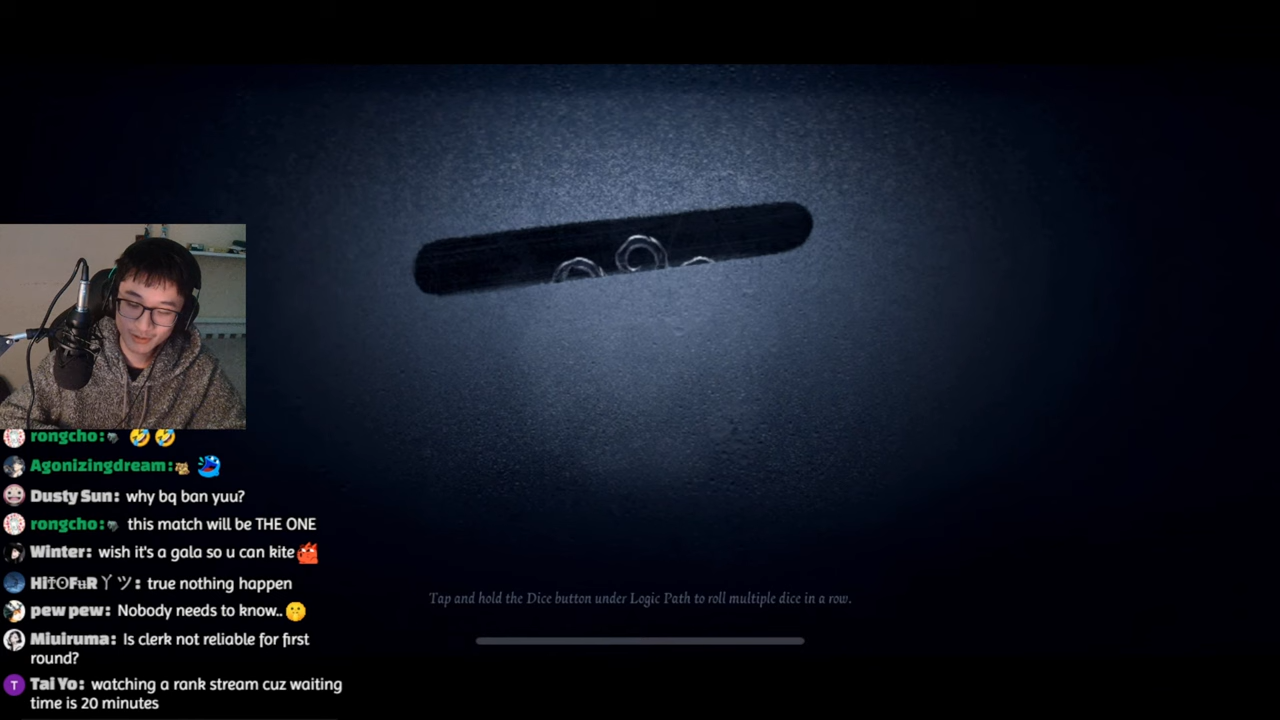 rongcho:
Agonizingdream:
Dusty Sun: why bq ban yuu?
rongcho: this match will be THE ONE
Winter: wish it's a gala so u can kite
pew pew: Nobody needs to know..
Miuiruma: Is clerk not reliable for first
round?
T Tai Yo: watching a rank stream cuz waiting
time is 20 minutes
true nothing happen
Tap and hold the Dice button under Logic Path to roll multiple dice in a row.